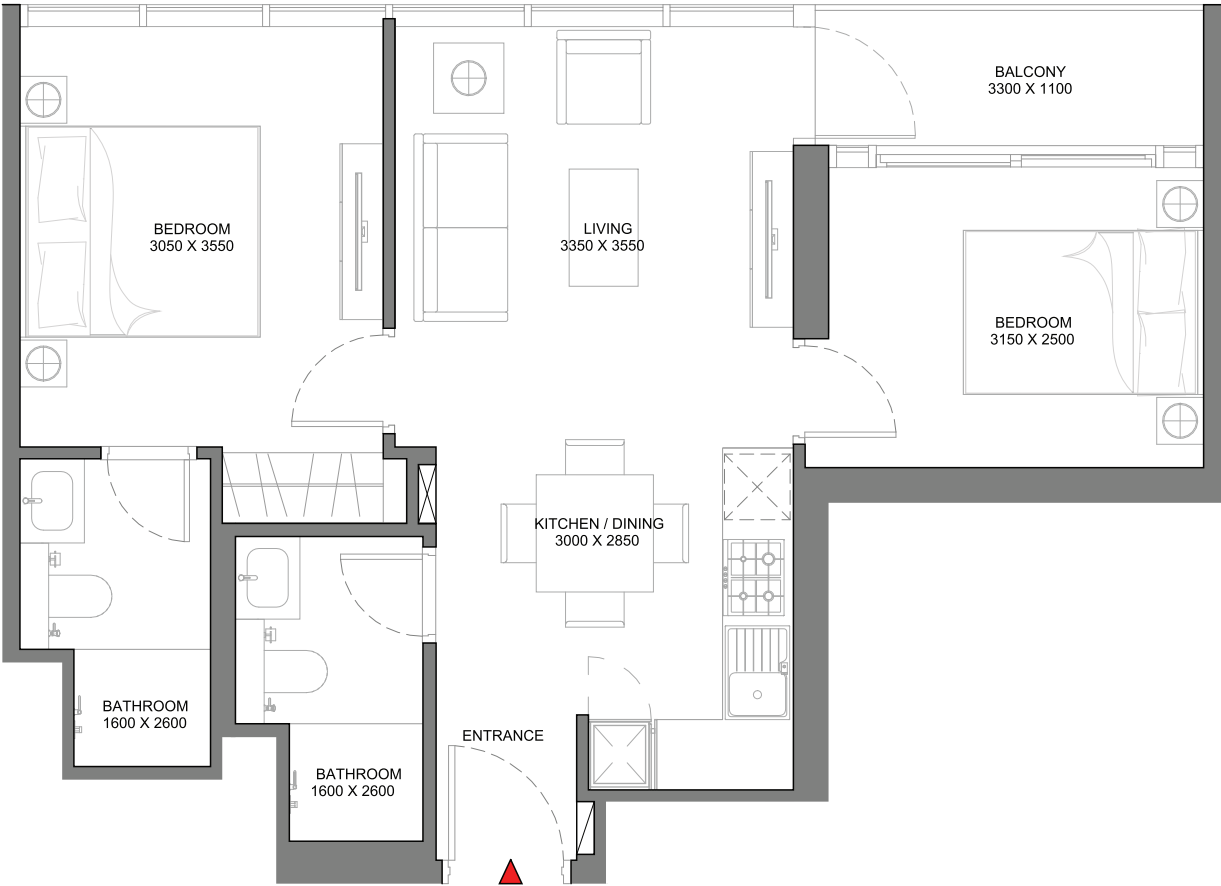 BALCONY
3300 X 1100
BEDROOM
3050 X 3550
LIVING
3350 X 3550
BEDROOM
3150 X 2500
KITCHEN / DINING
3000 X 2850
BATHROOM
1600 X 2600
ENTRANCE
BATHROOM
1600 X 2600